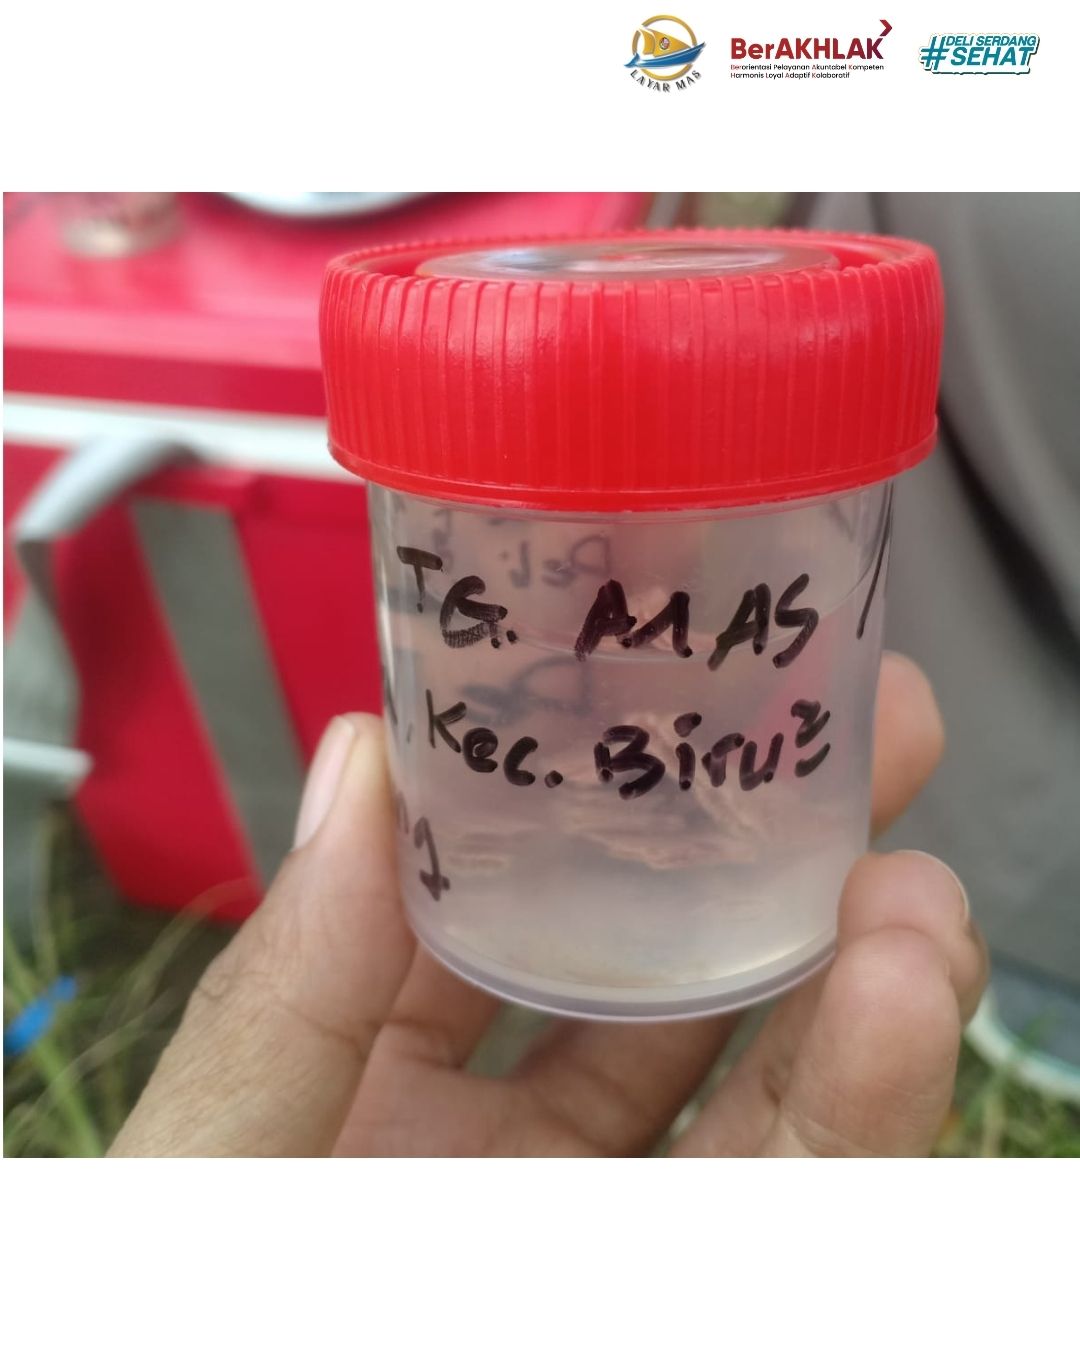 LAYAR MAS
BerAKHLAK
Berorientasi Pelayanan Akuntabel Kompeten
Harmonis Loyal Adaptif Kolaboratif
#DELI SERDANG
SEHAT
TG. MAS /
Kec. Biru²